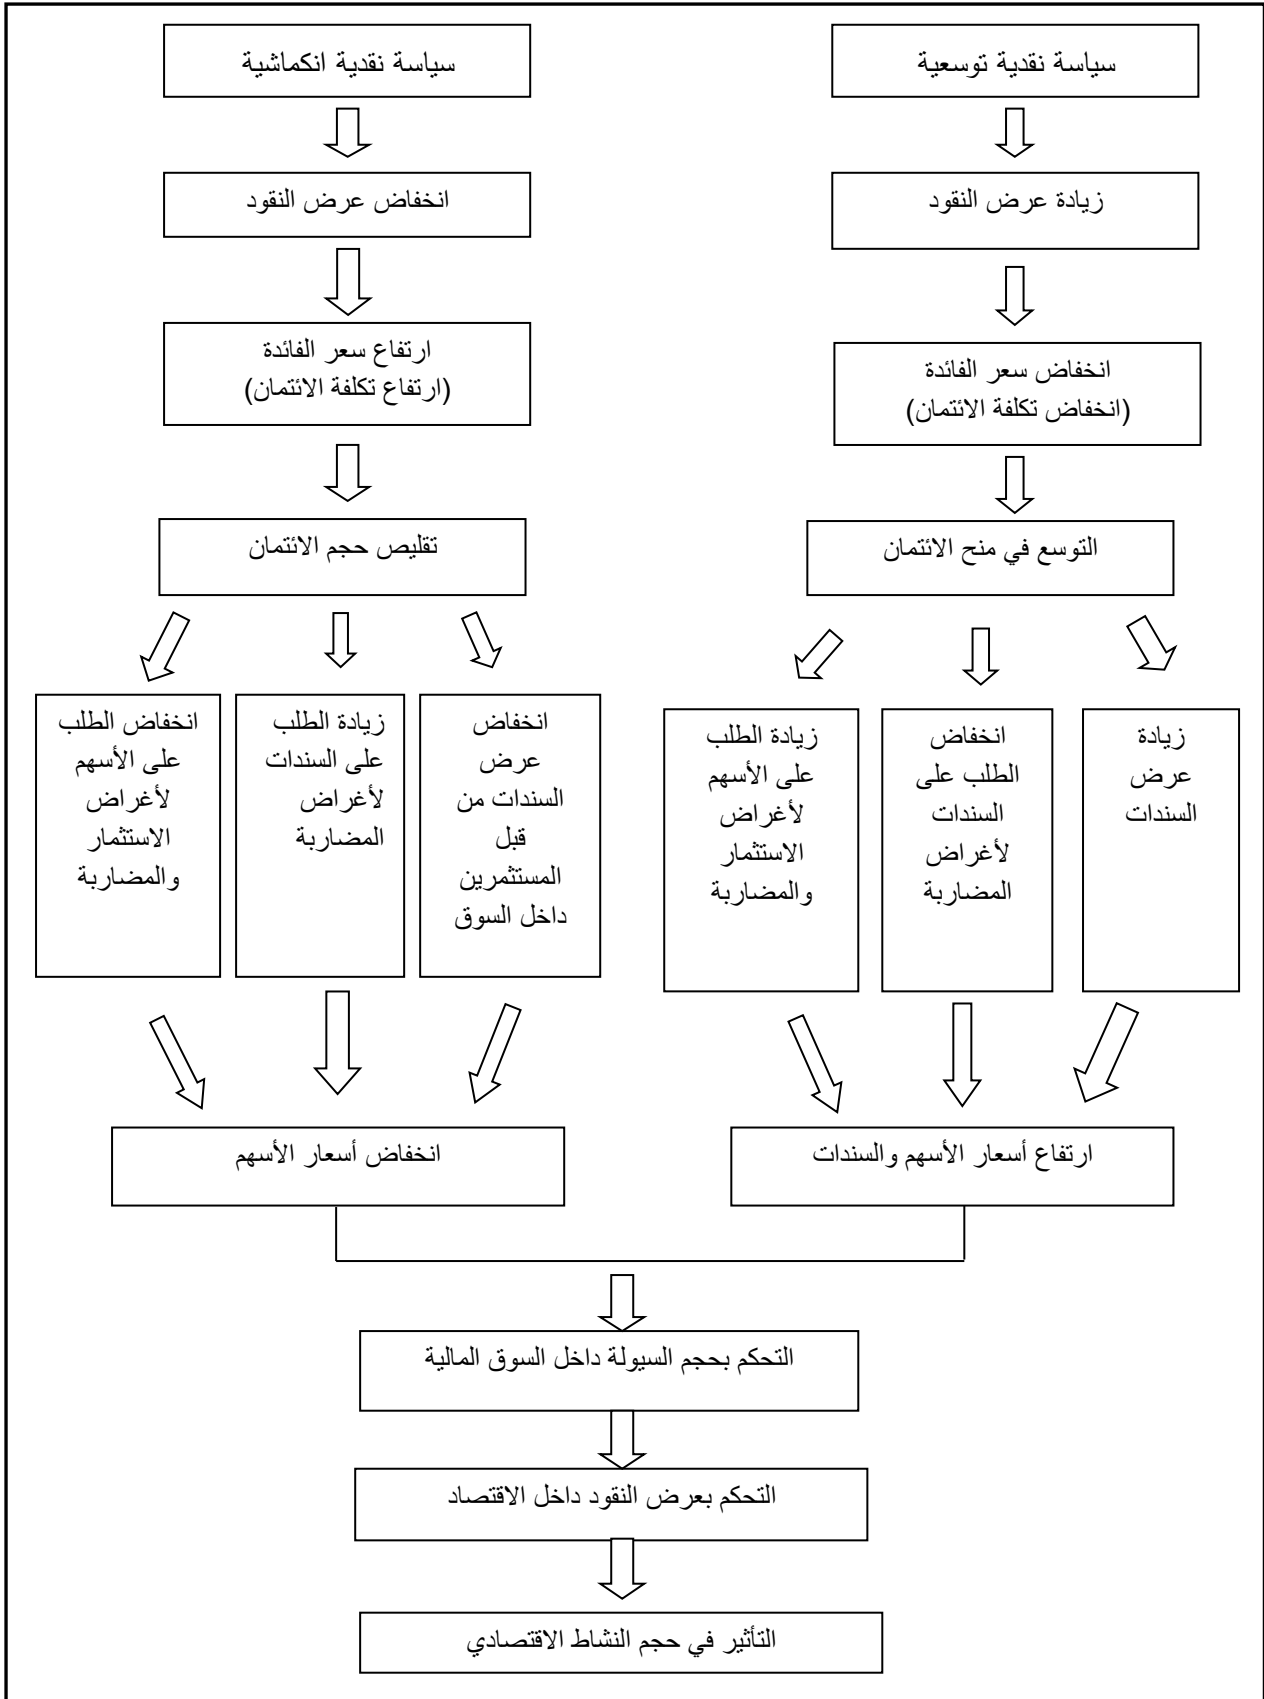 سياسة نقدية توسعية
سياسة نقدية انكماشية
زيادة عرض النقود
انخفاض عرض النقود
انخفاض سعر الفائدة
(انخفاض تكلفة الائتمان)
ارتفاع سعر الفائدة
(ارتفاع تكلفة الائتمان)
التوسع في منح الائتمان
تقليص حجم الائتمان
زيادة
عرض
السندات
انخفاض
الطلب على
السندات
لأغراض
المضاربة
زيادة الطلب
على الأسهم
لأغراض
الاستثمار
والمضاربة
انخفاض
عرض
السندات من
قبل
المستثمرين
داخل السوق
زيادة الطلب
على السندات
لأغراض
المضاربة
انخفاض الطلب
على الأسهم
لأغراض
الاستثمار
والمضاربة
ارتفاع أسعار الأسهم والسندات
انخفاض أسعار الأسهم
التحكم بحجم السيولة داخل السوق المالية
التحكم بعرض النقود داخل الاقتصاد
التأثير في حجم النشاط الاقتصادي